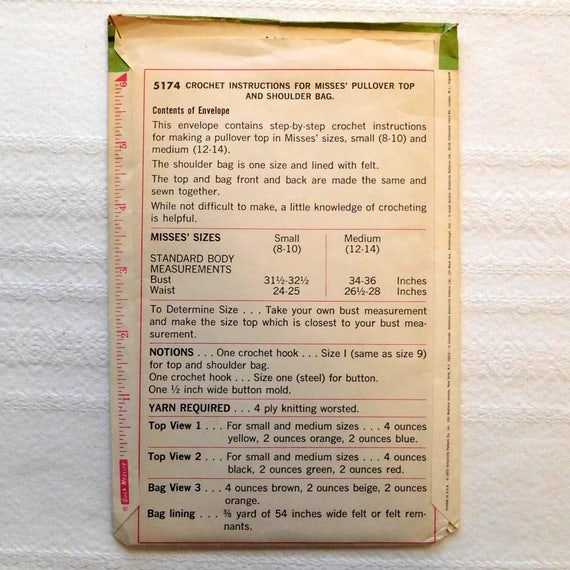 5174 CROCHET INSTRUCTIONS FOR MISSES' PULLOVER TOP
AND SHOULDER BAG.
Contents of Envelope
This envelope contains step-by-step crochet instructions
for making a pullover top in Misses' sizes, small (8-10) and
medium (12-14).
The shoulder bag is one size and lined with felt.
The top and bag front and back are made the same and
sewn together.
While not difficult to make, a little knowledge of crocheting
is helpful.
MISSES' SIZES Small Medium
(8-10) (12-14)
STANDARD BODY
MEASUREMENTS
Bust 31½-32½ 34-36 Inches
Waist 24-25 26½-28 Inches
To Determine Size . . . Take your own bust measurement
and make the size top which is closest to your bust mea-
surement.
NOTIONS . . . One crochet hook . . . Size I (same as size 9)
for top and shoulder bag.
One crochet hook . . . Size one (steel) for button.
One ½ inch wide button mold.
YARN REQUIRED . . . 4 ply knitting worsted.
Top View 1 . . . For small and medium sizes . . . 4 ounces
yellow, 2 ounces orange, 2 ounces blue.
Top View 2 . . . For small and medium sizes . . . 4 ounces
black, 2 ounces green, 2 ounces red.
Bag View 3 . . . 4 ounces brown, 2 ounces beige, 2 ounces
orange.
Bag lining . . . ⅜ yard of 54 inches wide felt or felt rem-
nants.
6
5
4
3
2
1
Quick Measure